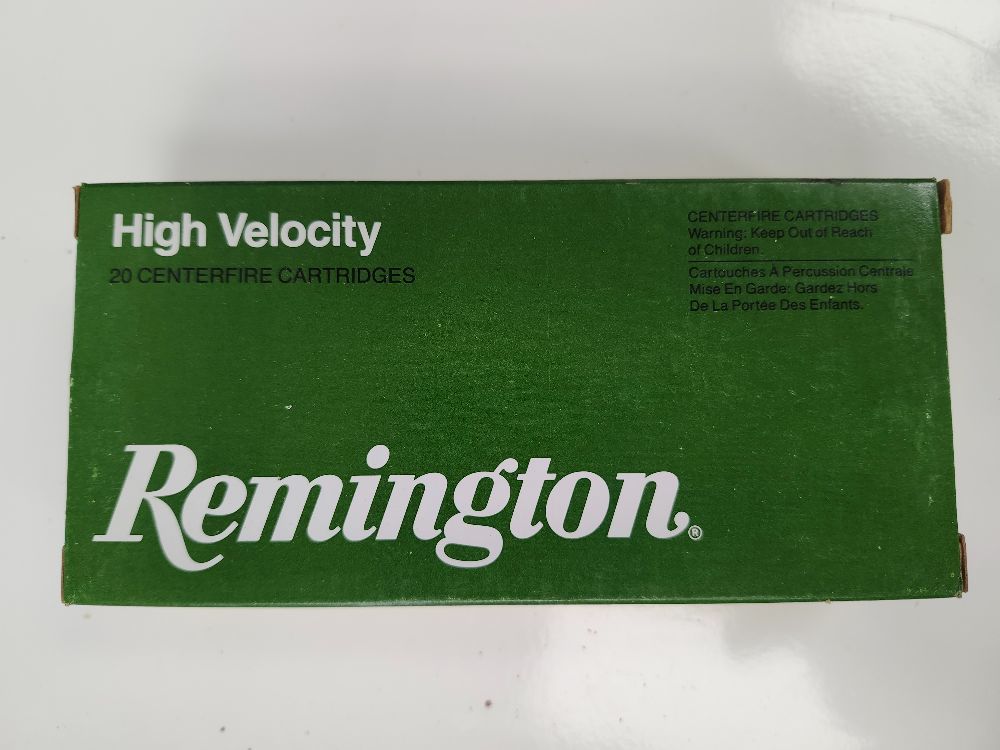 High Velocity
20 CENTERFIRE CARTRIDGES
CENTERFIRE CARTRIDGES
Warning: Keep Out of Reach
of Children.
Cartouches A Percussion Centrale
Mise En Garde: Gardez Hors
De La Portée Des Enfants.
Remington®